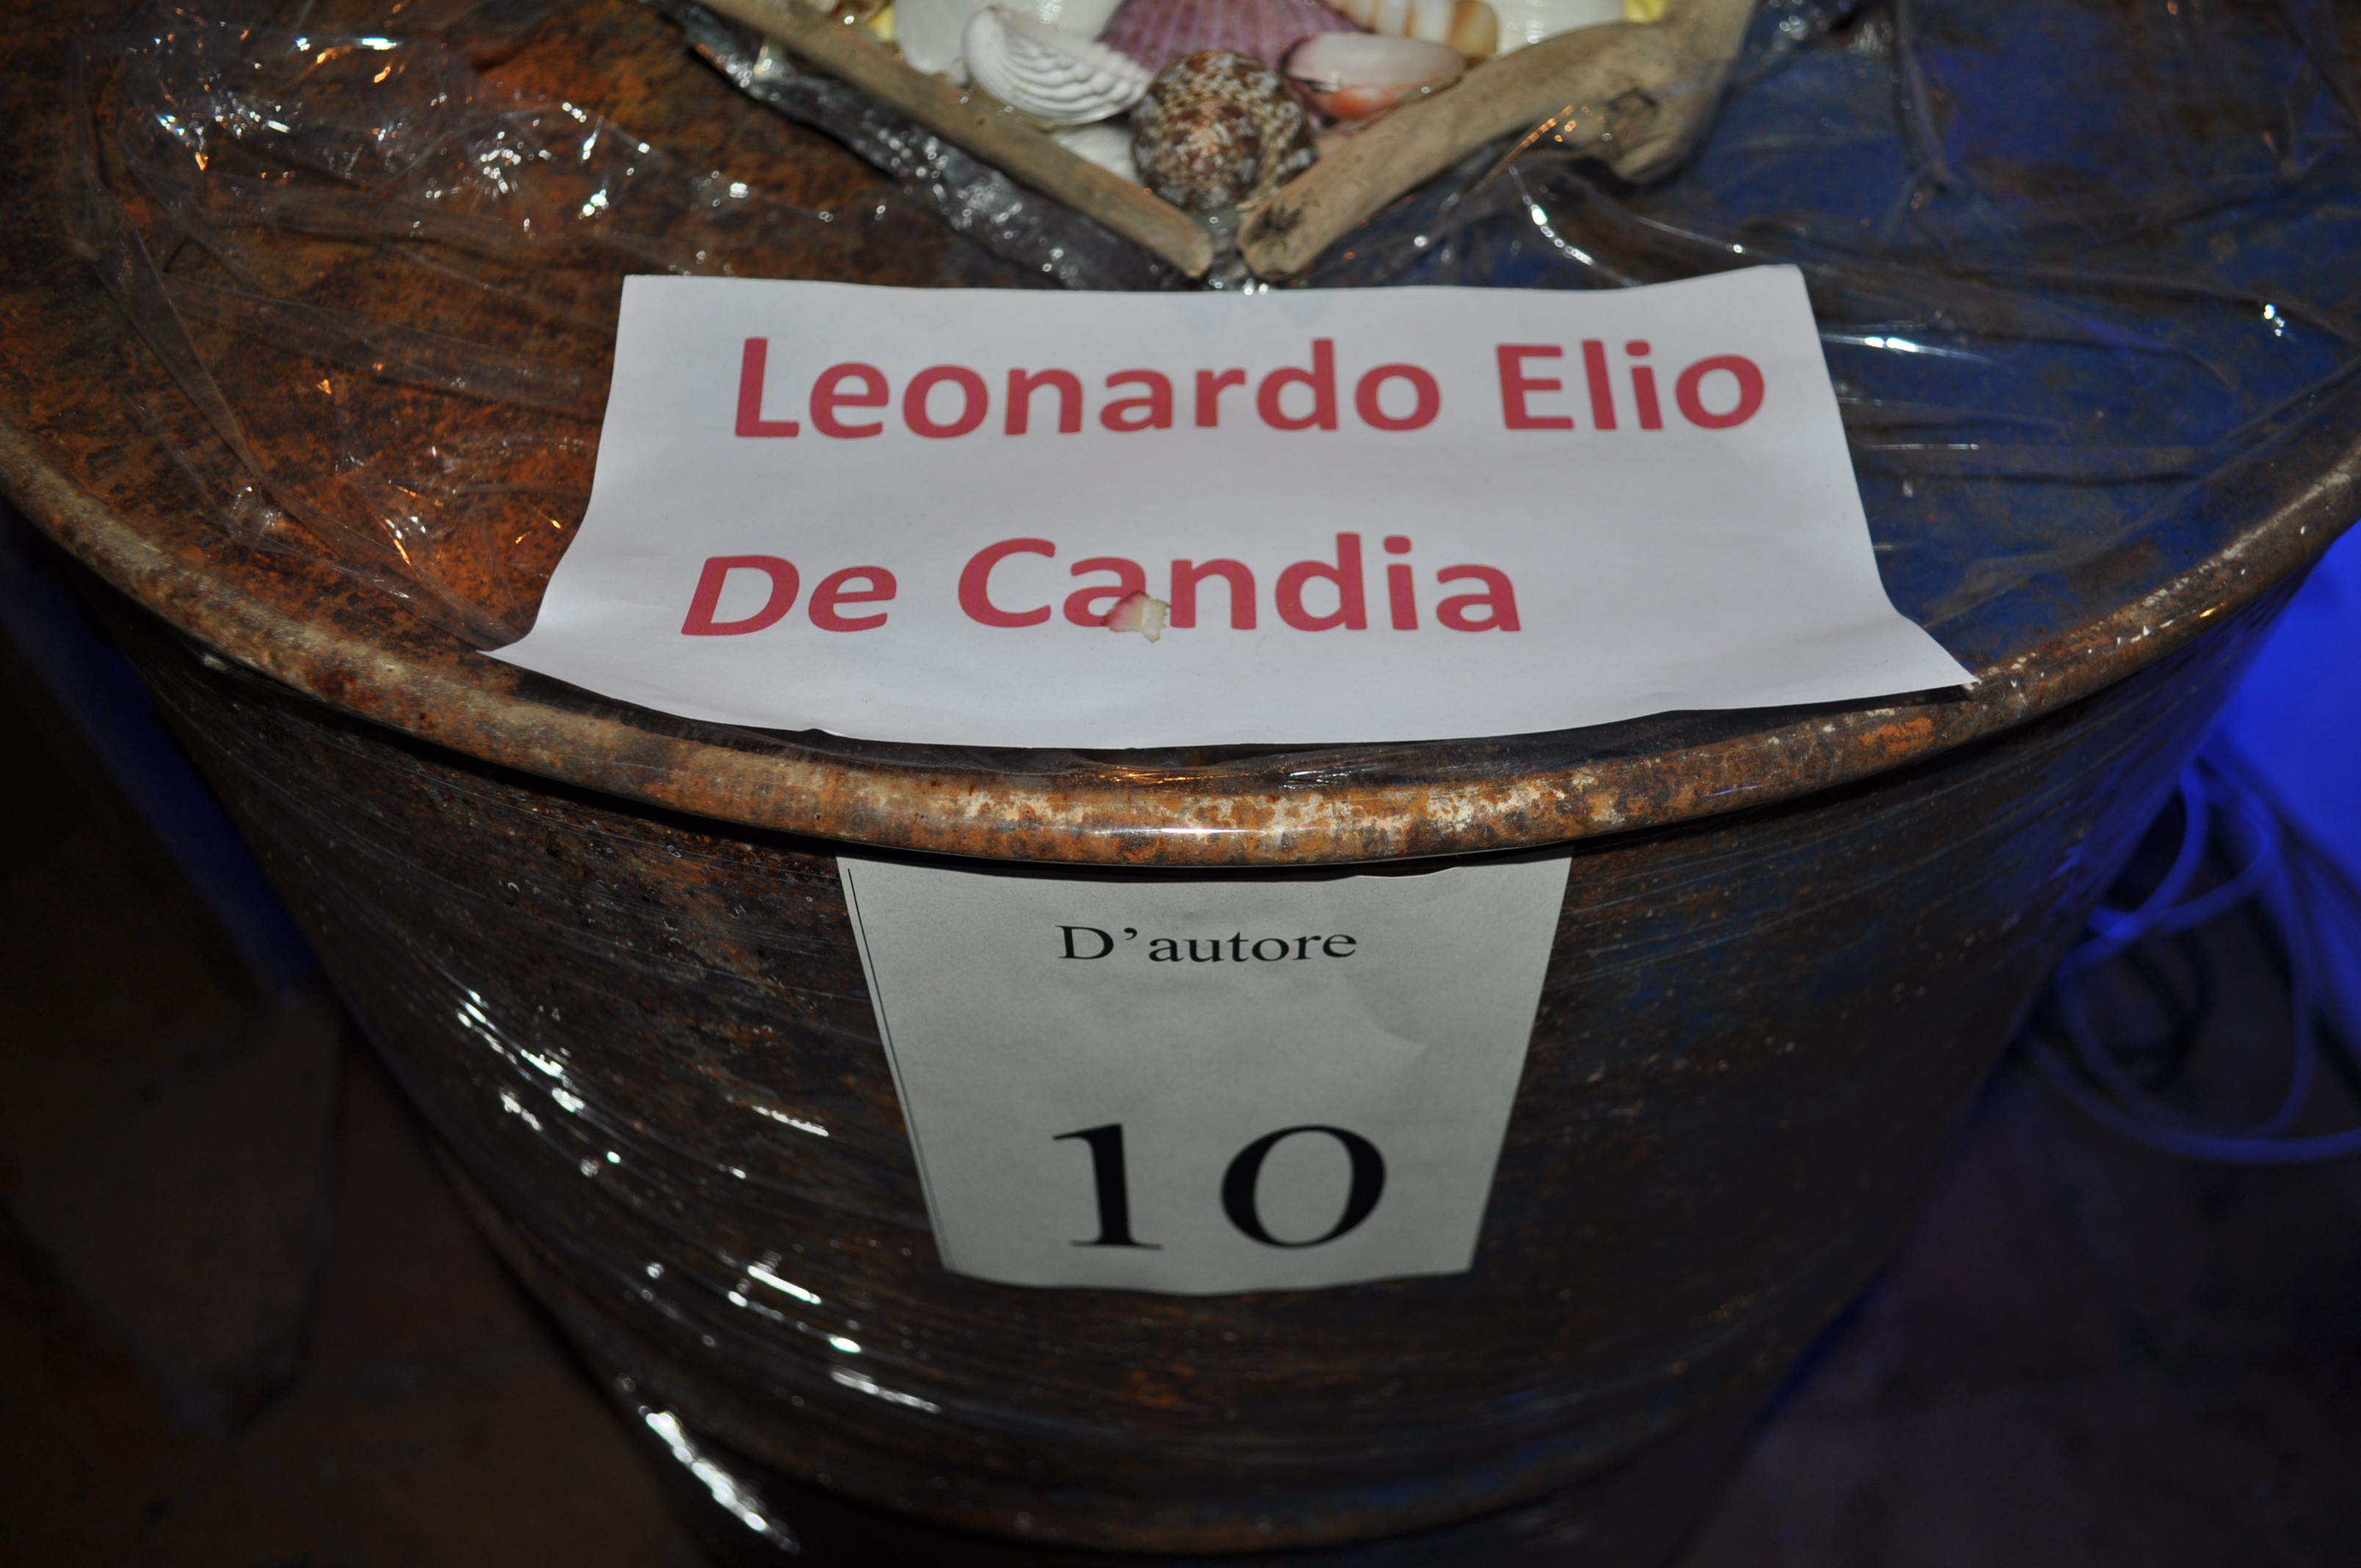 Leonardo Elio
De Candia
D’autore
10